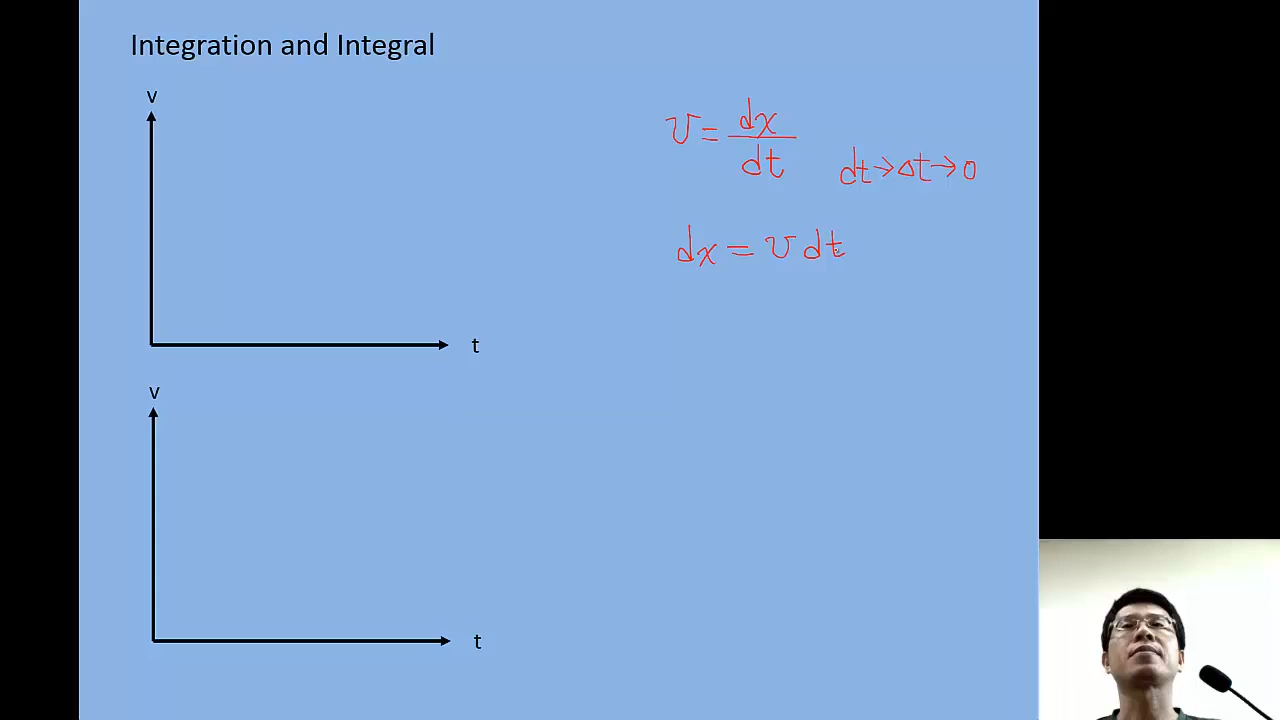 Integration and Integral
v
t
v = dx/dt
dt→Δt→0
dx = v dt
v
t